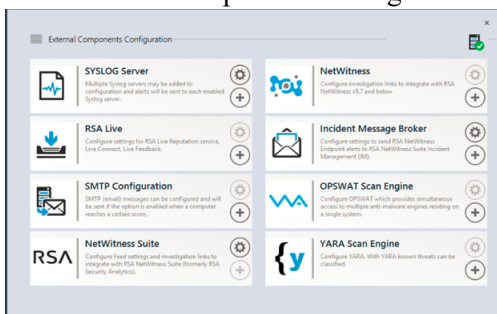 External Components Configuration
SYSLOG Server
Multiple Syslog servers may be added to
configuration and alerts will be sent to each enabled
Syslog server.
NetWitness
Configure investigation links to integrate with RSA
NetWitness v9.7 and below
RSA Live
Configure settings for RSA Live Reputation service,
Live Connect, Live Feedback.
Incident Message Broker
Configure settings to send RSA NetWitness
Endpoint alerts to RSA NetWitness Suite Incident
Management (IM).
SMTP Configuration
SMTP (email) messages can be configured and will
be sent if the option is enabled when a computer
reaches a certain score.
OPSWAT Scan Engine
Configure OPSWAT which provides simultaneous
access to multiple anti-malware engines residing on
a single system.
RSA
NetWitness Suite
Configure Feed settings and investigation links to
integrate with RSA NetWitness Suite (formerly RSA
Security Analytics).
{y
YARA Scan Engine
Configure YARA. With YARA known threats can be
classified.